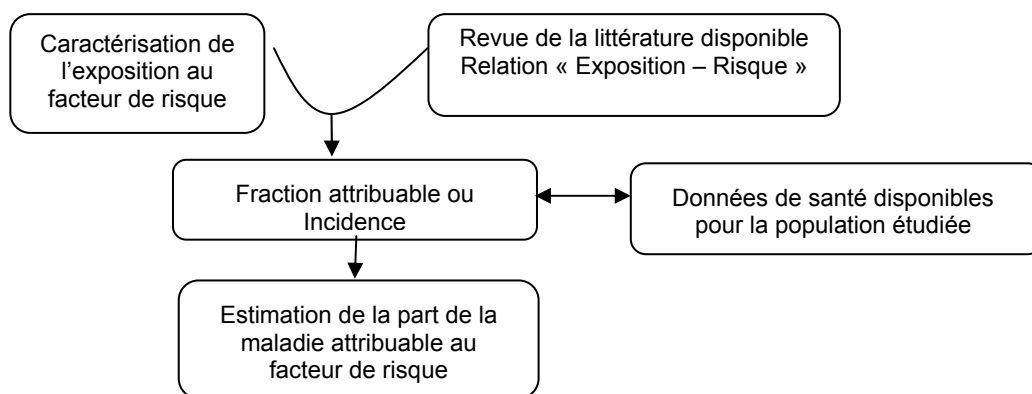 Caractérisation de
l’exposition au
facteur de risque
Revue de la littérature disponible
Relation « Exposition – Risque »
Fraction attribuable ou
Incidence
Données de santé disponibles
pour la population étudiée
Estimation de la part de la
maladie attribuable au
facteur de risque